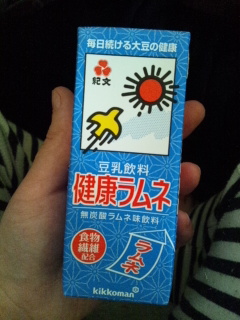 毎日続ける大豆の健康
紀文
豆乳飲料
健康ラムネ
無炭酸ラムネ味飲料
食物
繊維
配合
ラムネ
kikkoman